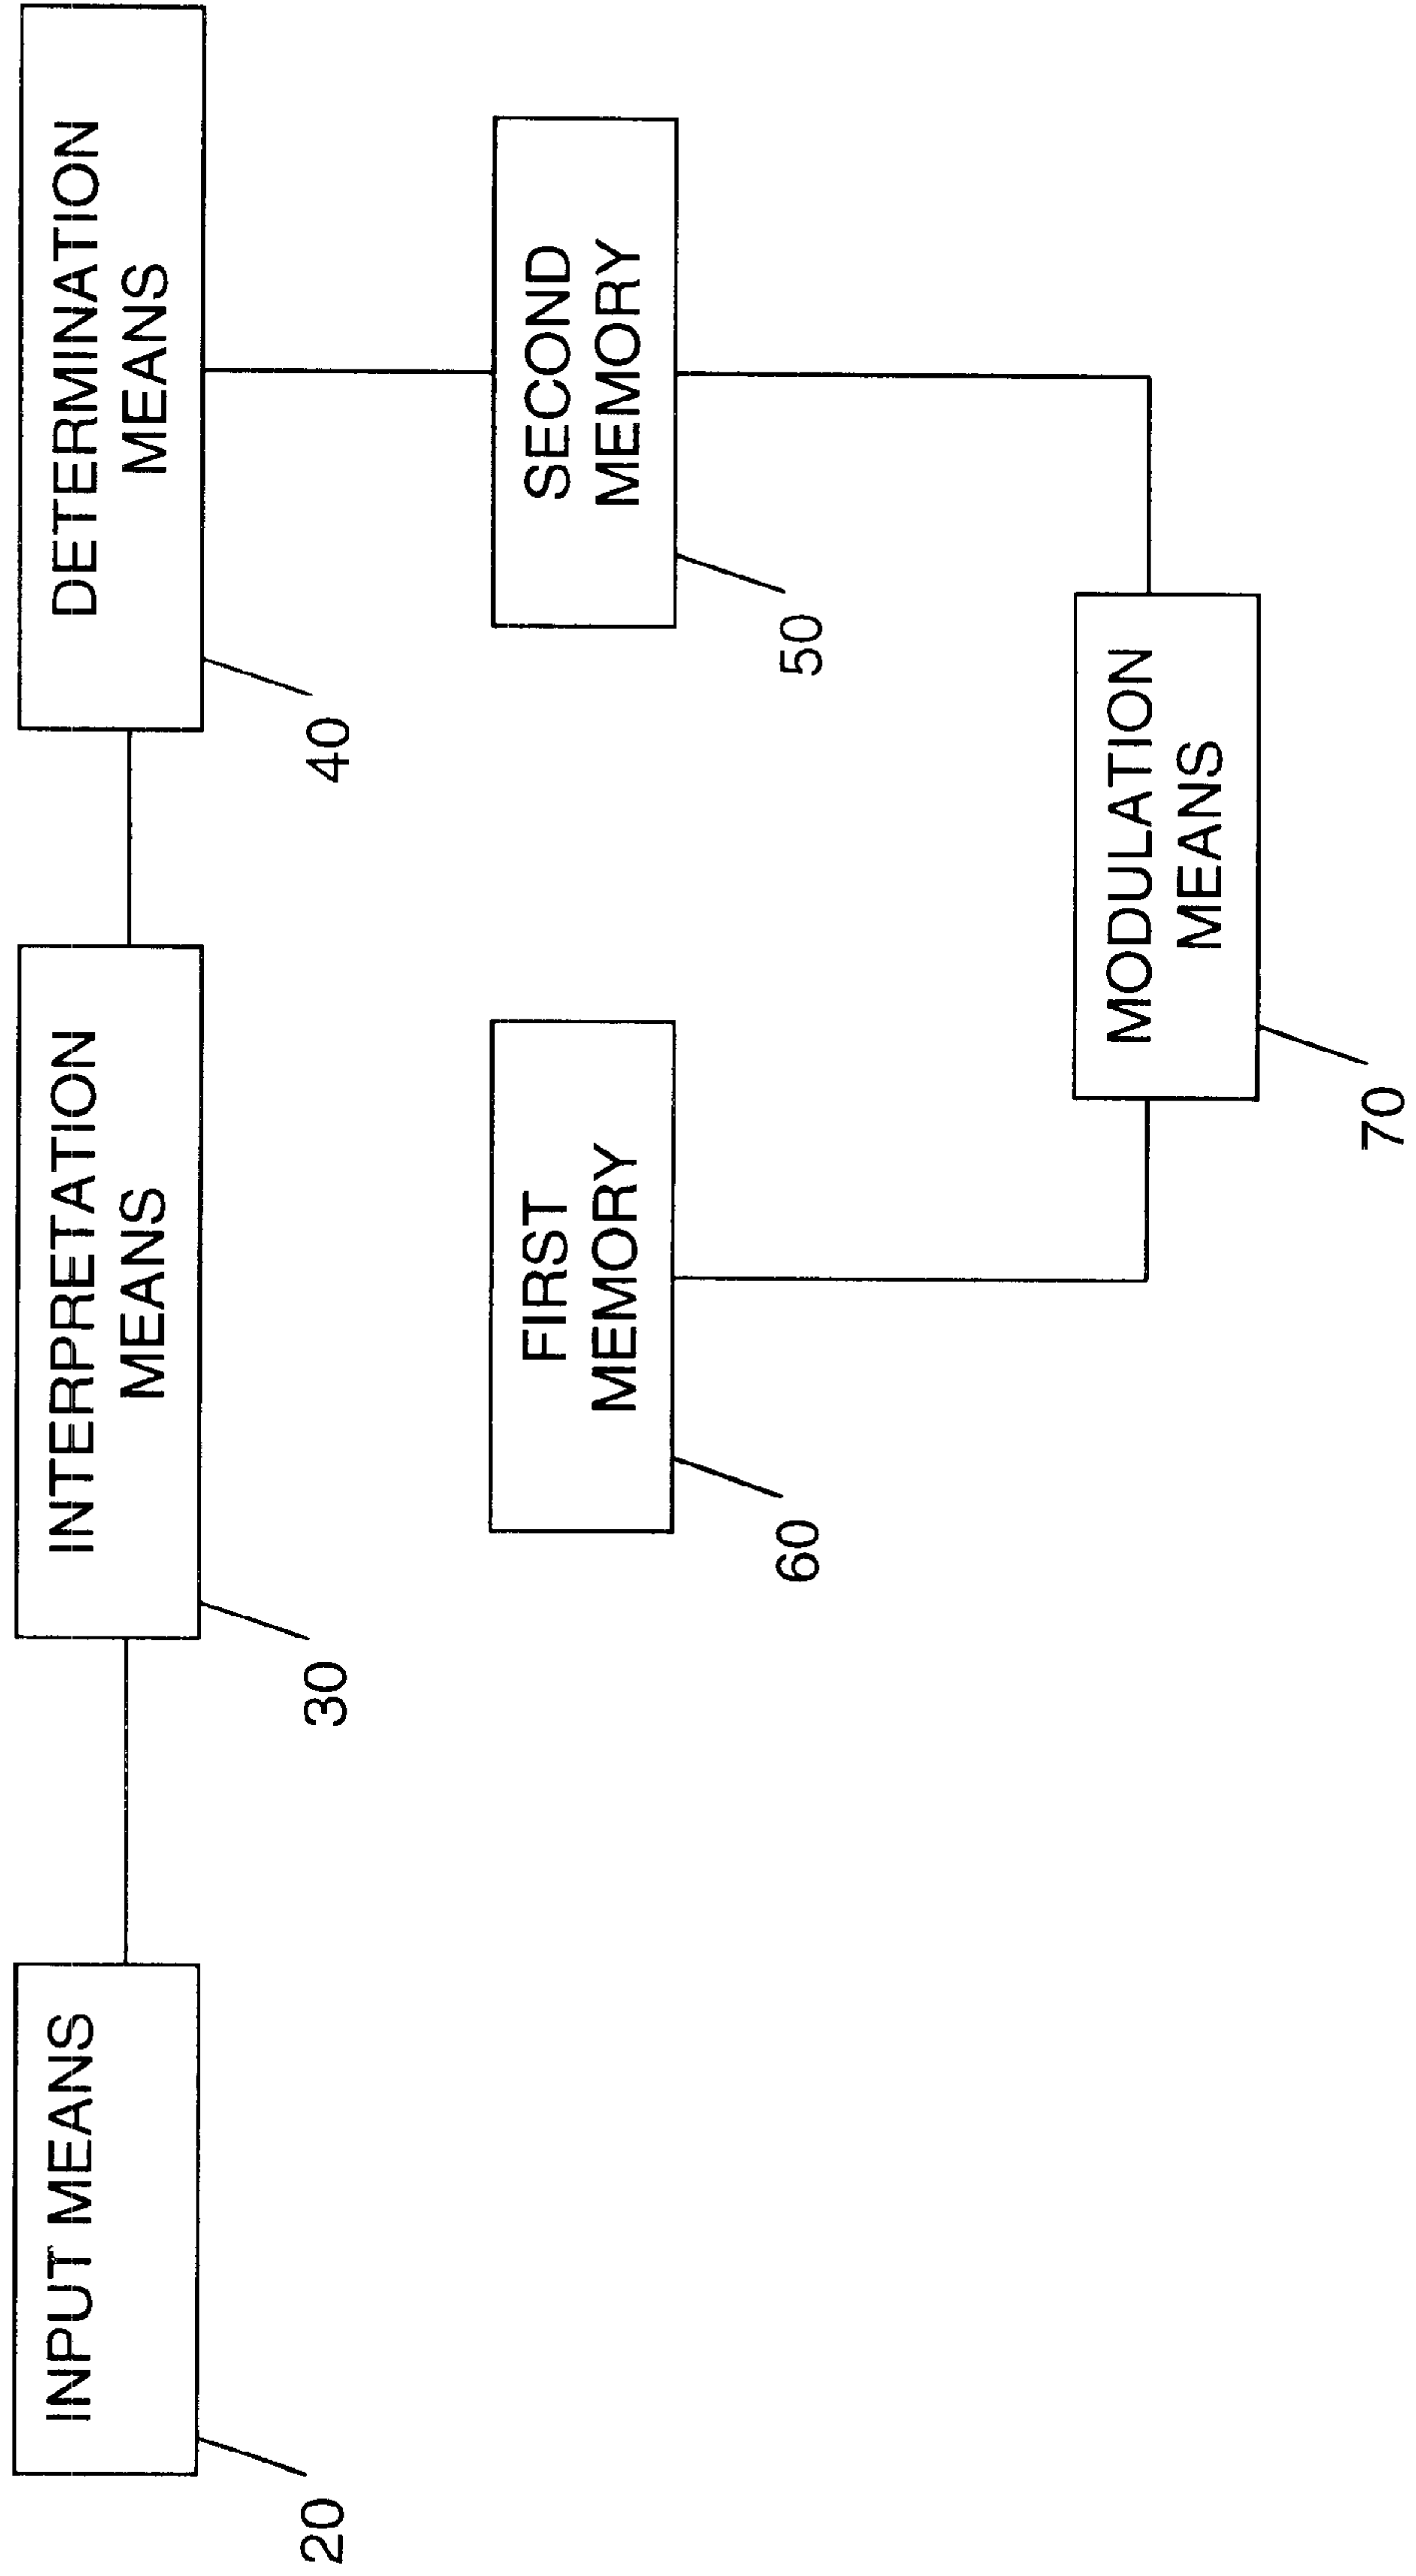 INPUT MEANS
20
INTERPRETATION
MEANS
30
DETERMINATION
MEANS
40
FIRST
MEMORY
60
SECOND
MEMORY
50
MODULATION
MEANS
70